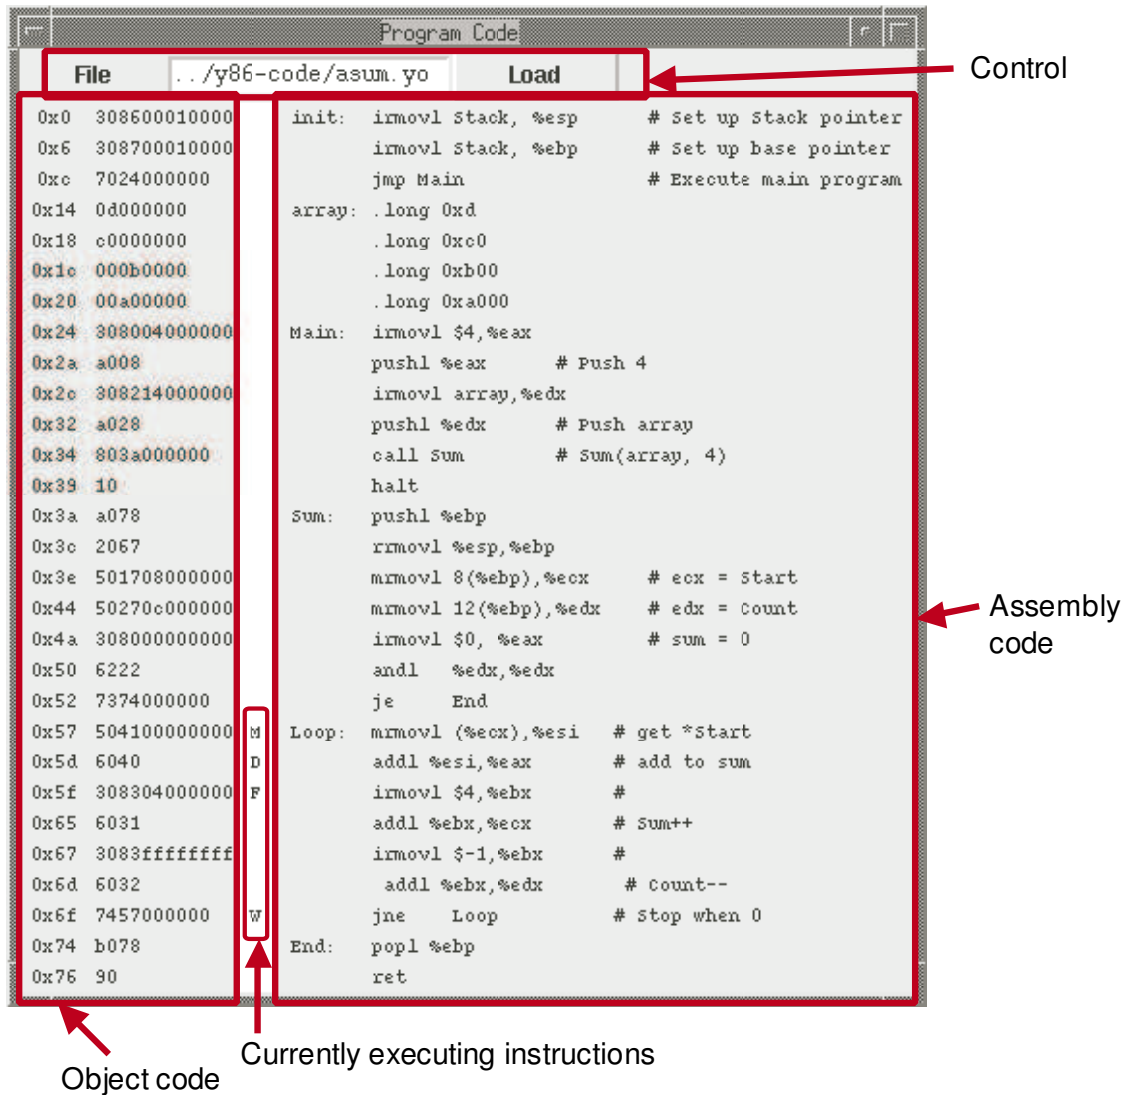 Program Code
File ../y86-code/asum.yo Load
Control
0x0 308600010000 init: irmovl Stack, %esp # Set up Stack pointer
0x6 308700010000 irmovl Stack, %ebp # Set up base pointer
0xc 7024000000 jmp Main # Execute main program
0x14 0d000000 array: .long 0xd
0x18 c0000000 .long 0xc0
0x1c 000b0000 .long 0xb00
0x20 00a00000 .long 0xa000
0x24 308004000000 Main: irmovl $4,%eax
0x2a a008 pushl %eax # Push 4
0x2c 308214000000 irmovl array,%edx
0x32 a028 pushl %edx # Push array
0x34 803a000000 call Sum # Sum(array, 4)
0x39 10 halt
0x3a a078 Sum: pushl %ebp
0x3c 2067 rrmovl %esp,%ebp
0x3e 501708000000 mrmovl 8(%ebp),%ecx # ecx = Start
0x44 50270c000000 mrmovl 12(%ebp),%edx # edx = Count
0x4a 308000000000 irmovl $0, %eax # sum = 0
0x50 6222 andl %edx,%edx
0x52 7374000000 je End
0x57 504100000000 M Loop: mrmovl (%ecx),%esi # get *Start
0x5d 6040 D addl %esi,%eax # add to sum
0x5f 308304000000 F irmovl $4,%ebx #
0x65 6031 addl %ebx,%ecx # Sum++
0x67 3083ffffffff irmovl $-1,%ebx #
0x6d 6032 addl %ebx,%edx # Count--
0x6f 7457000000 W jne Loop # Stop when 0
0x74 b078 End: popl %ebp
0x76 90 ret
Assembly
code
Currently executing instructions
Object code